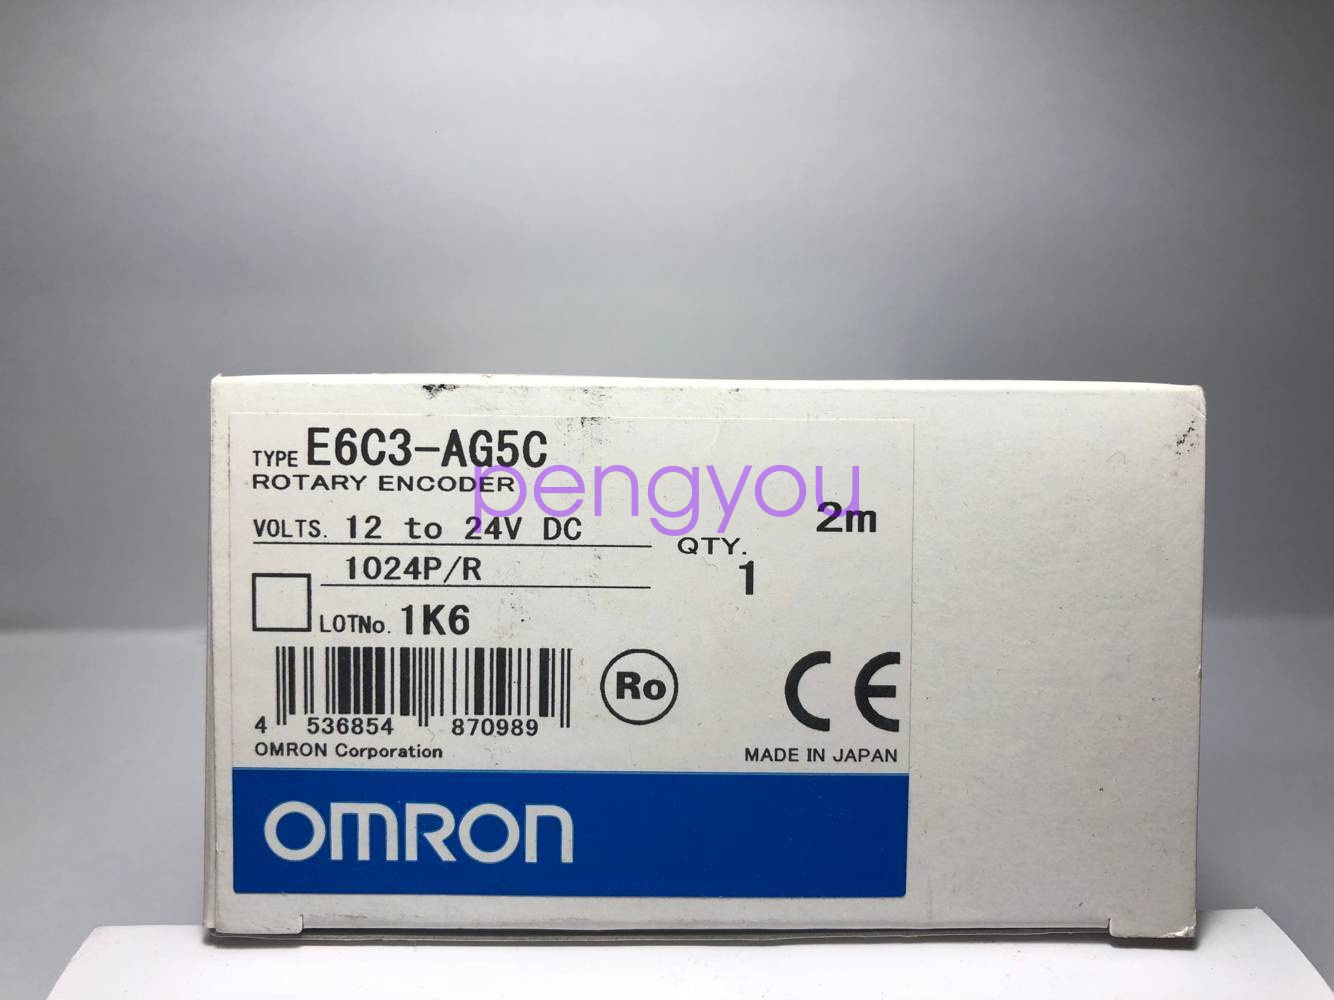 TYPE E6C3-AG5C
ROTARY ENCODER
pengyou
VOLTS. 12 to 24V DC
2m
1024P/R
QTY.
1
LOTNo. 1K6
4 536854 870989
Ro
CE
OMRON Corporation
MADE IN JAPAN
OMRON